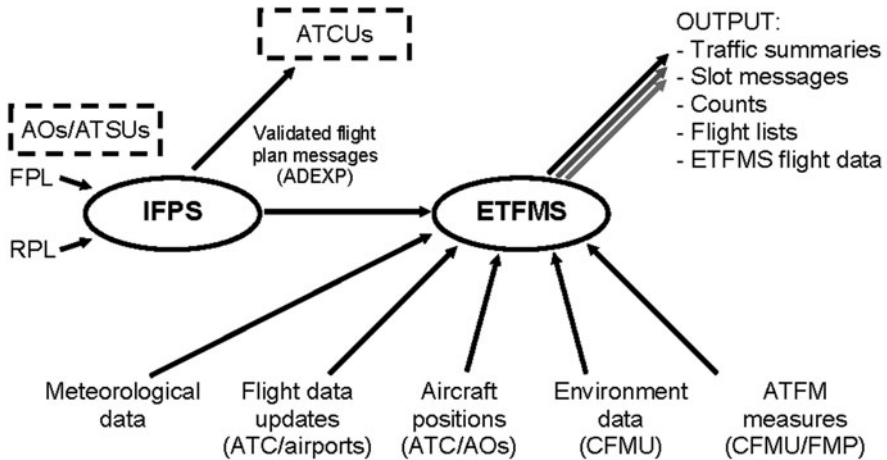 ATCUs
OUTPUT:
- Traffic summaries
- Slot messages
- Counts
- Flight lists
- ETFMS flight data
AOs/ATSUs
Validated flight
plan messages
(ADEXP)
FPL
IFPS
ETFMS
RPL
Meteorological
data
Flight data
updates
(ATC/airports)
Aircraft
positions
(ATC/AOs)
Environment
data
(CFMU)
ATFM
measures
(CFMU/FMP)